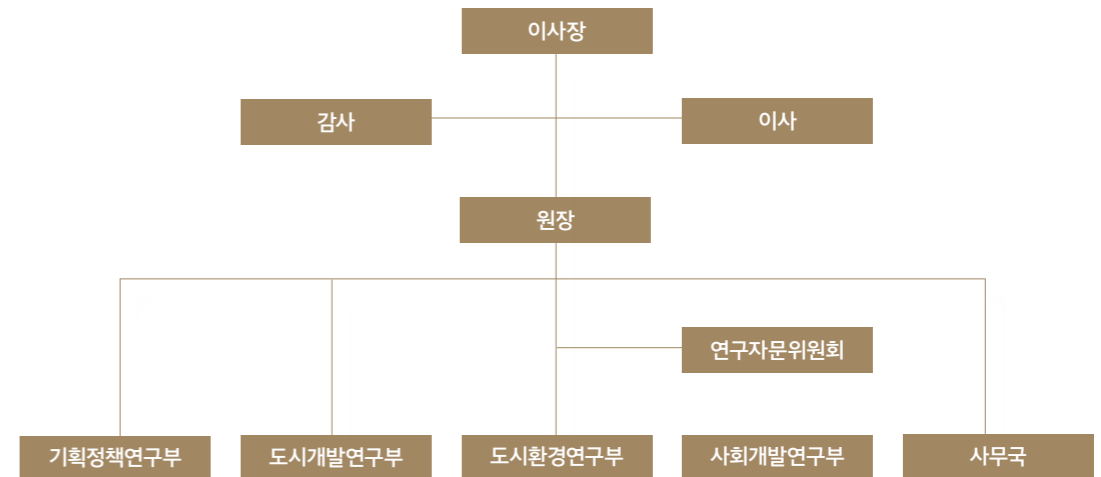 이사장
감사
이사
원장
연구자문위원회
기획정책연구부
도시개발연구부
도시환경연구부
사회개발연구부
사무국